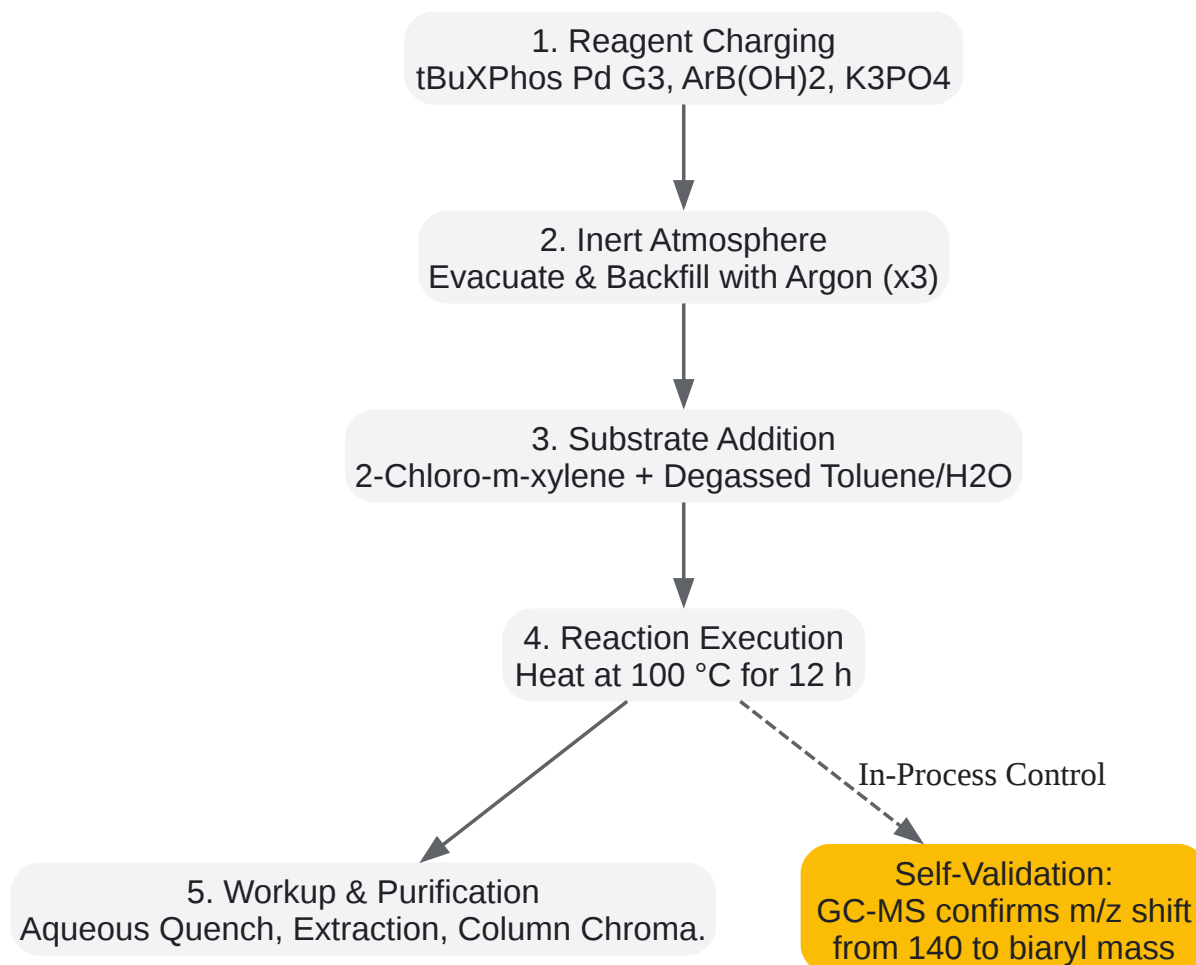 1. Reagent Charging
tBuXPhos Pd G3, ArB(OH)2, K3PO4
2. Inert Atmosphere
Evacuate & Backfill with Argon (x3)
3. Substrate Addition
2-Chloro-m-xylene + Degassed Toluene/H2O
4. Reaction Execution
Heat at 100 °C for 12 h
In-Process Control
5. Workup & Purification
Aqueous Quench, Extraction, Column Chroma.
Self-Validation:
GC-MS confirms m/z shift
from 140 to biaryl mass